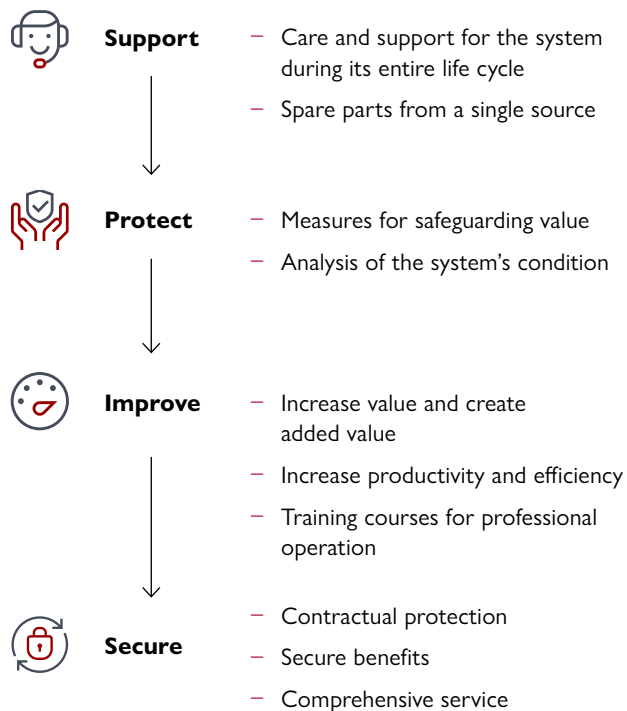 Support
– Care and support for the system
during its entire life cycle
– Spare parts from a single source
Protect
– Measures for safeguarding value
– Analysis of the system’s condition
Improve
– Increase value and create
added value
– Increase productivity and efficiency
– Training courses for professional
operation
Secure
– Contractual protection
– Secure benefits
– Comprehensive service